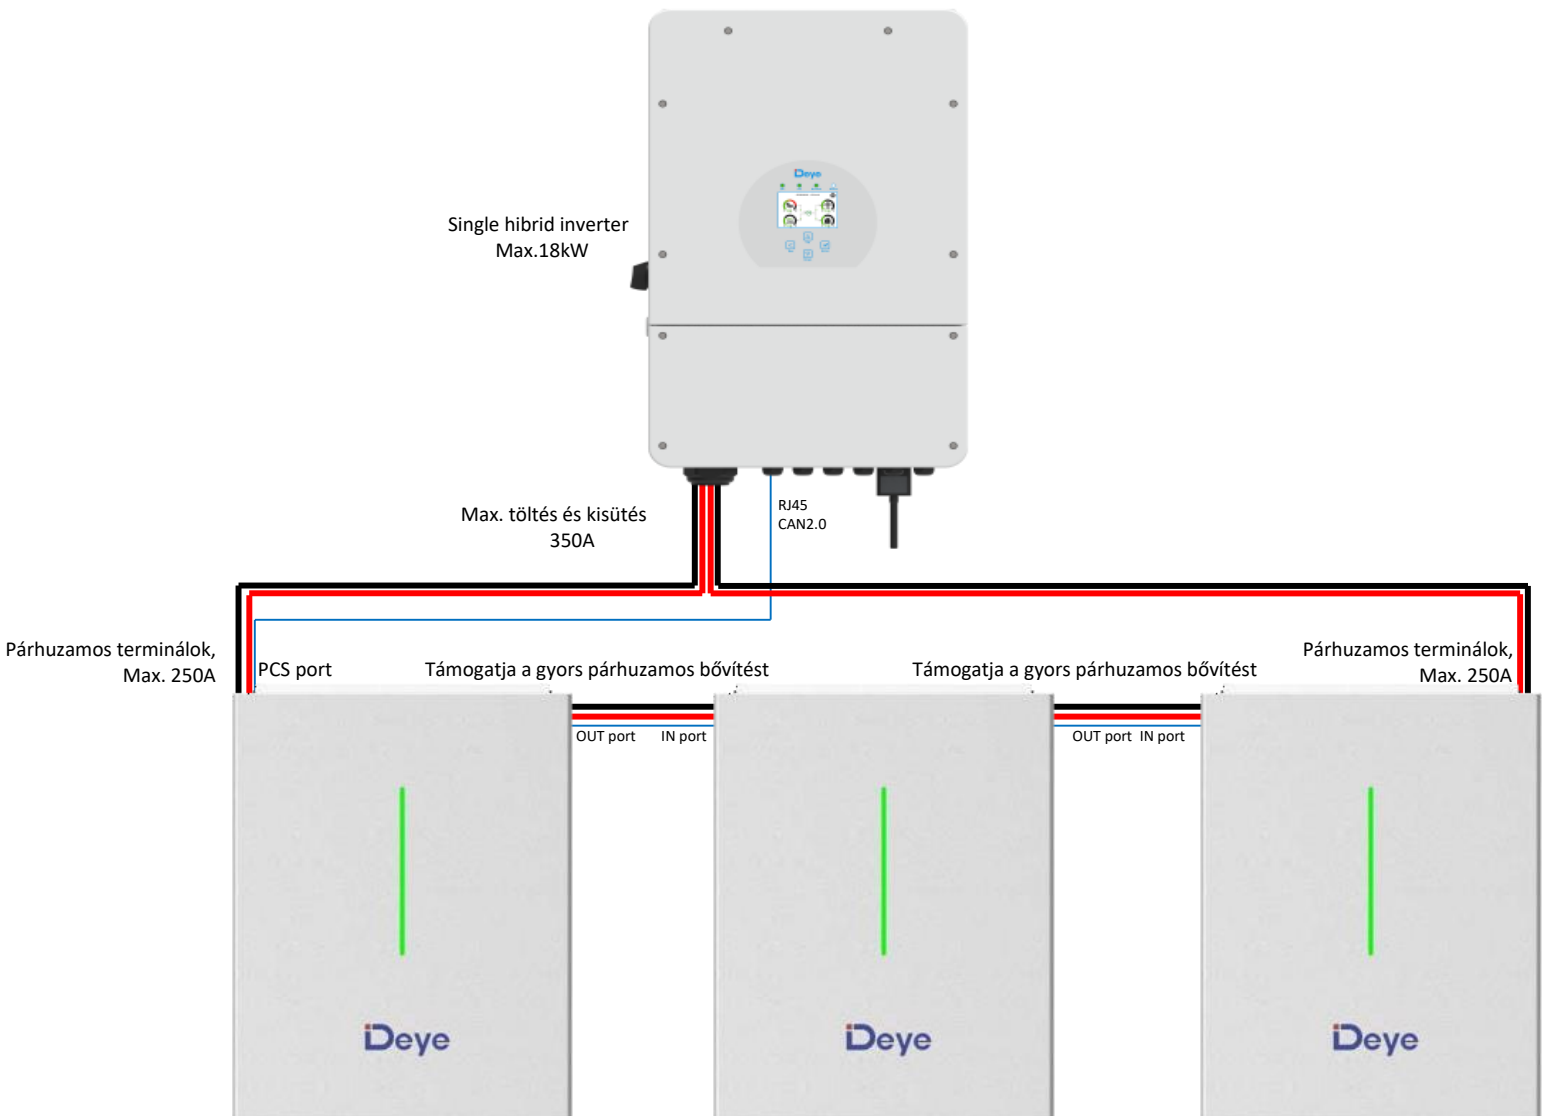 Deye
Single hibrid inverter
Max.18kW
Max. töltés és kisütés
350A
RJ45
CAN2.0
Párhuzamos terminálok,
Max. 250A
PCS port
Támogatja a gyors párhuzamos bővítést
Támogatja a gyors párhuzamos bővítést
Párhuzamos terminálok,
Max. 250A
OUT port
IN port
OUT port
IN port
Deye
Deye
Deye